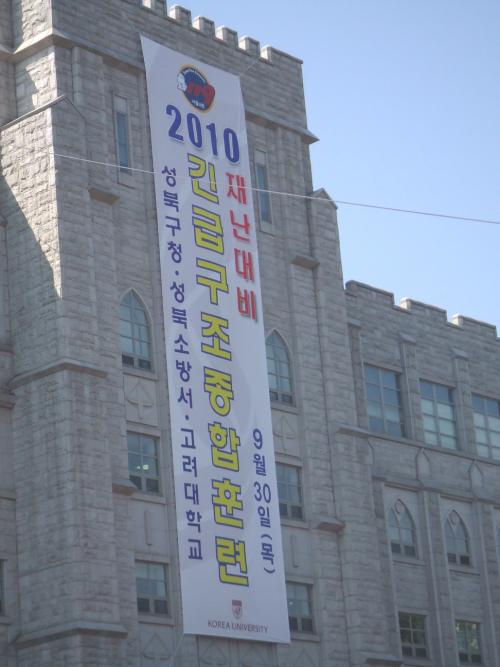 119
2010
재난대비
긴급구조종합훈련
성북구청·성북소방서·고려대학교
9월 30일(목)
KOREA UNIVERSITY